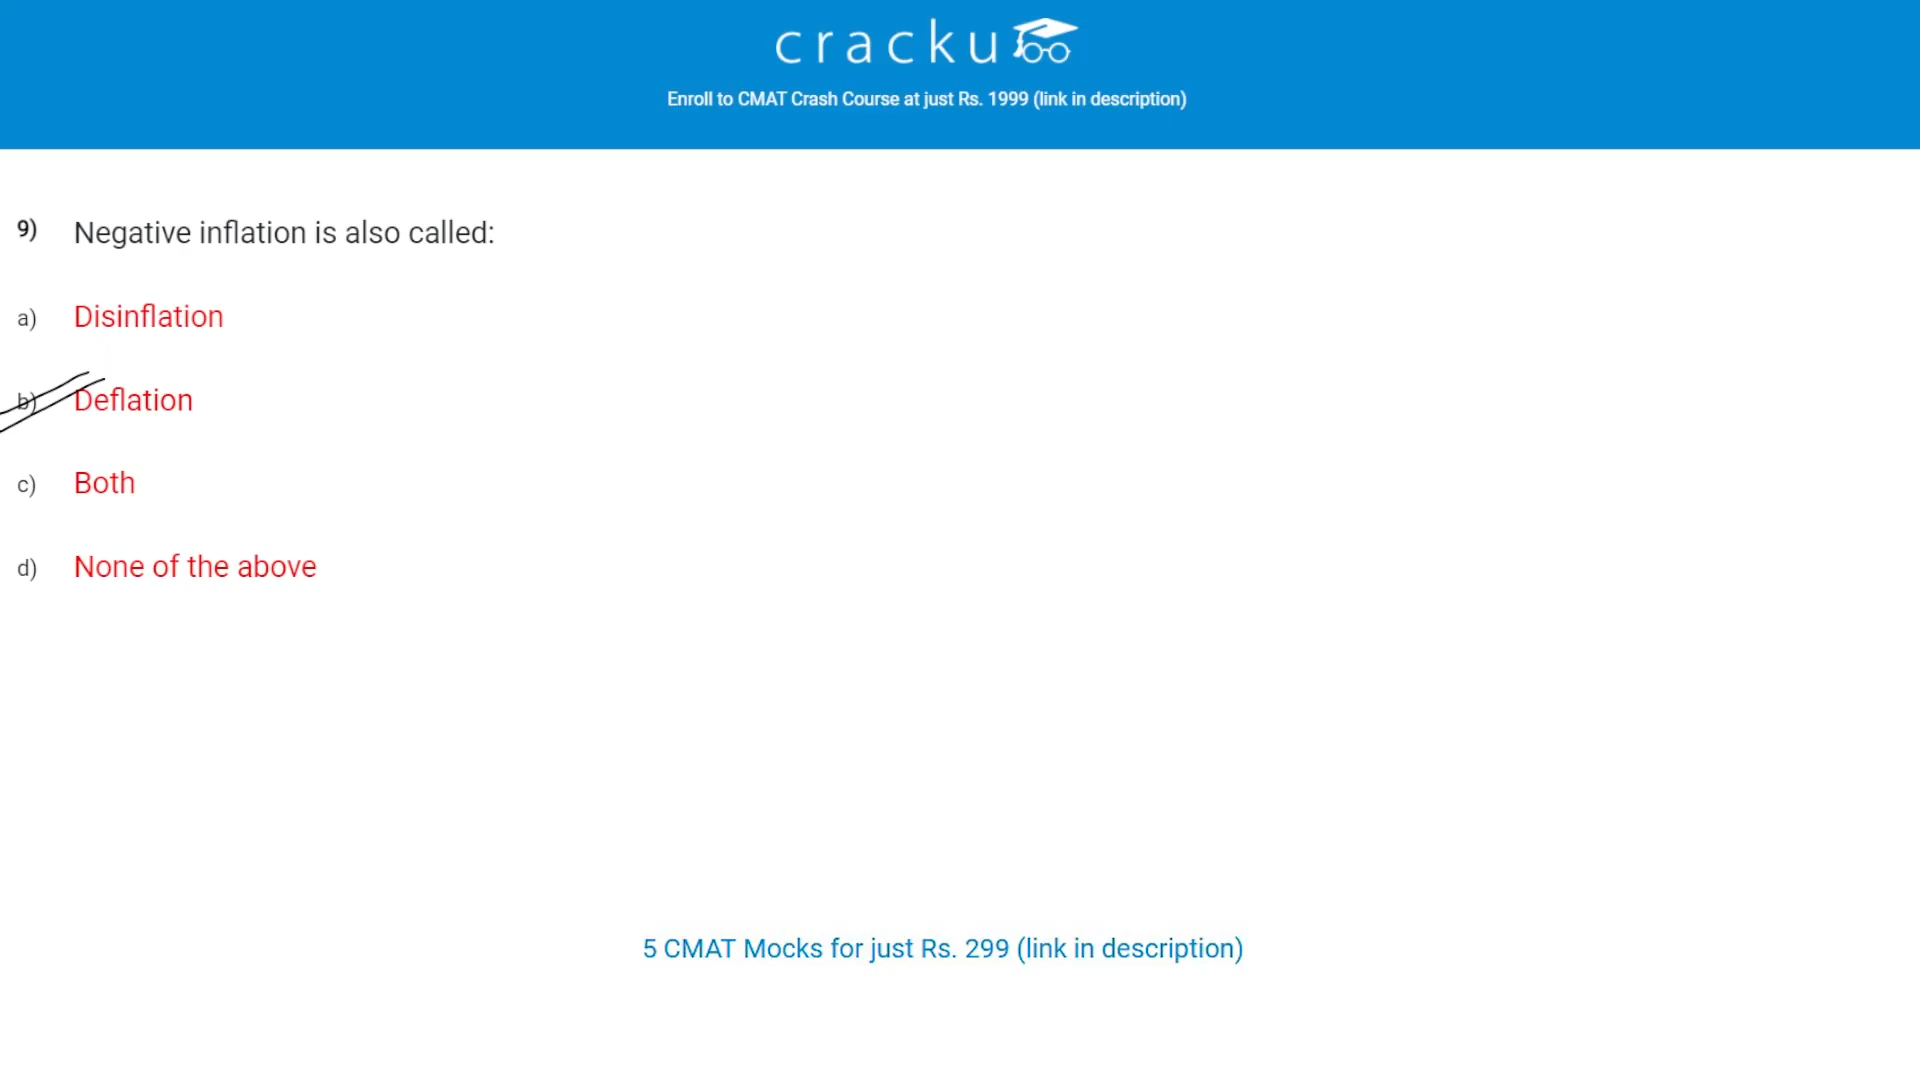 cracku
Enroll to CMAT Crash Course at just Rs. 1999 (link in description)
9) Negative inflation is also called:
a) Disinflation
b) Deflation
c) Both
d) None of the above
5 CMAT Mocks for just Rs. 299 (link in description)